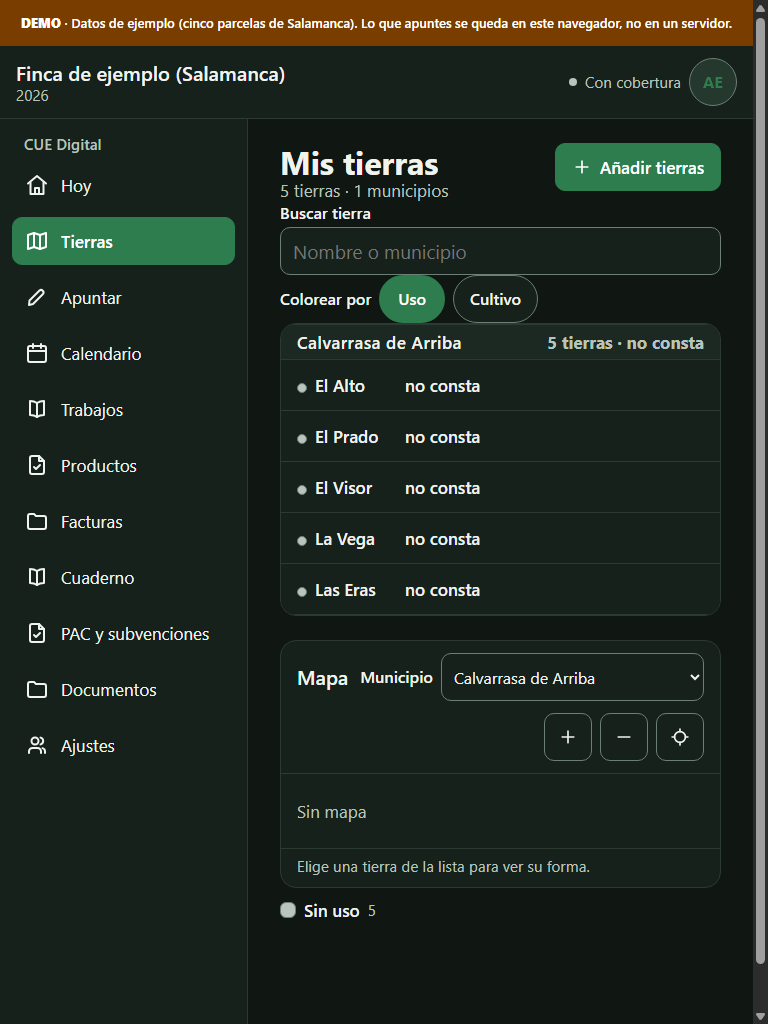 DEMO · Datos de ejemplo (cinco parcelas de Salamanca). Lo que apuntes se queda en este navegador, no en un servidor.
Finca de ejemplo (Salamanca)
2026
Con cobertura
AE
CUE Digital
Hoy
Tierras
Apuntar
Calendario
Trabajos
Productos
Facturas
Cuaderno
PAC y subvenciones
Documentos
Ajustes
Mis tierras
5 tierras · 1 municipios
Añadir tierras
Buscar tierra
Nombre o municipio
Colorear por Uso Cultivo
Calvarrasa de Arriba 5 tierras · no consta
El Alto no consta
El Prado no consta
El Visor no consta
La Vega no consta
Las Eras no consta
Mapa Municipio Calvarrasa de Arriba
Sin mapa
Elige una tierra de la lista para ver su forma.
Sin uso 5